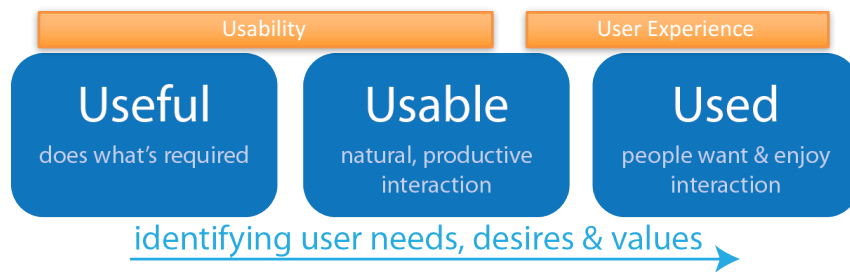 Usability
User Experience
Useful
does what's required
Usable
natural, productive
interaction
Used
people want & enjoy
interaction
identifying user needs, desires & values